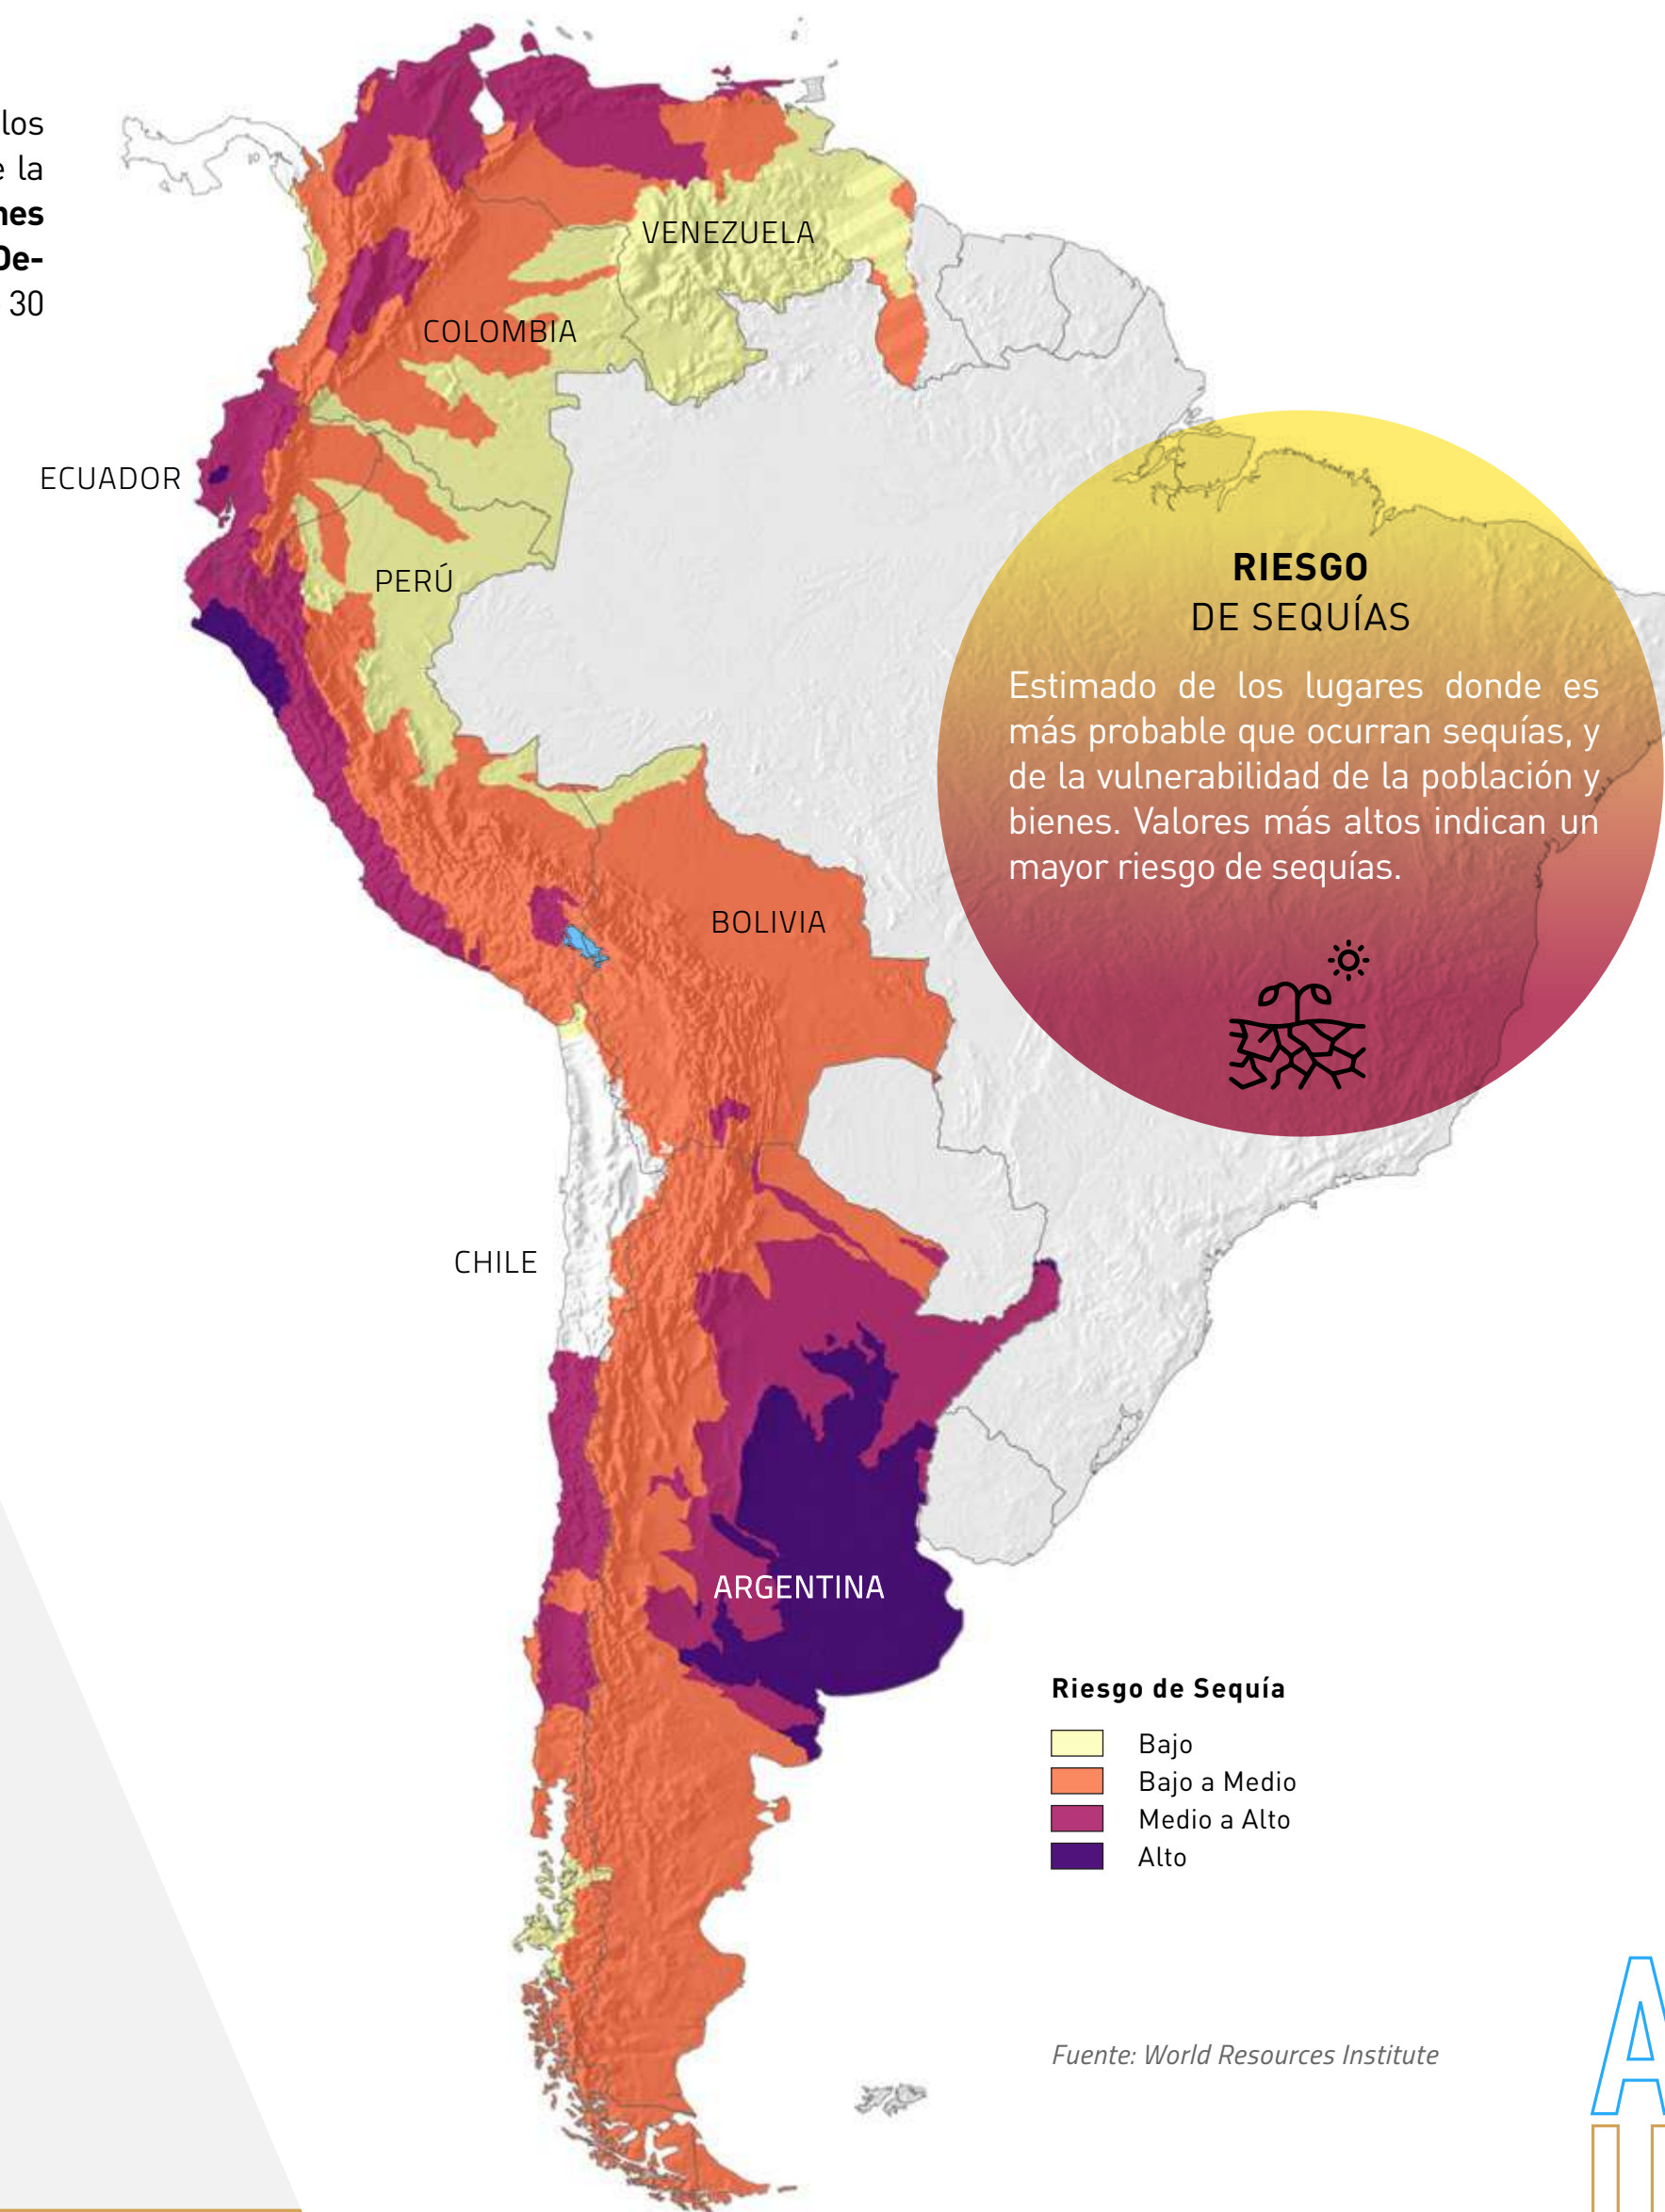 los
e la
nes
De-
30
10
VENEZUELA
COLOMBIA
ECUADOR
PERÚ
RIESGO
DE SEQUÍAS
Estimado de los lugares donde es
más probable que ocurran sequías, y
de la vulnerabilidad de la población y
bienes. Valores más altos indican un
mayor riesgo de sequías.
BOLIVIA
CHILE
ARGENTINA
Riesgo de Sequía
Bajo
Bajo a Medio
Medio a Alto
Alto
Fuente: World Resources Institute
A